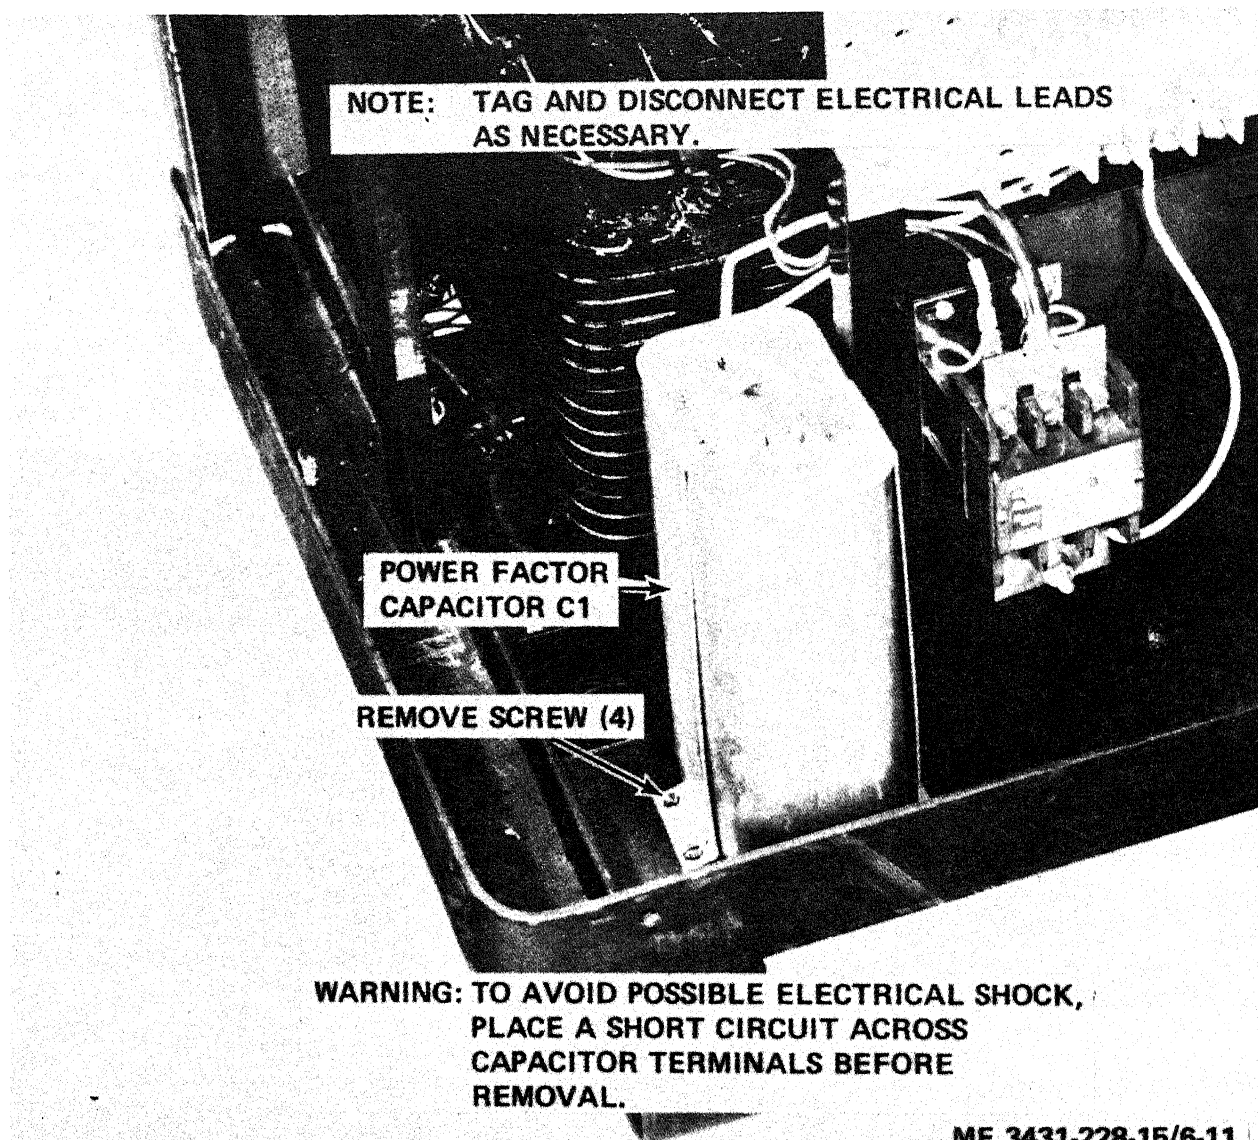 NOTE: TAG AND DISCONNECT ELECTRICAL LEADS
AS NECESSARY.
POWER FACTOR
CAPACITOR C1
REMOVE SCREW (4)
WARNING: TO AVOID POSSIBLE ELECTRICAL SHOCK,
PLACE A SHORT CIRCUIT ACROSS
CAPACITOR TERMINALS BEFORE
REMOVAL.
ME 3431-229-15/6-11